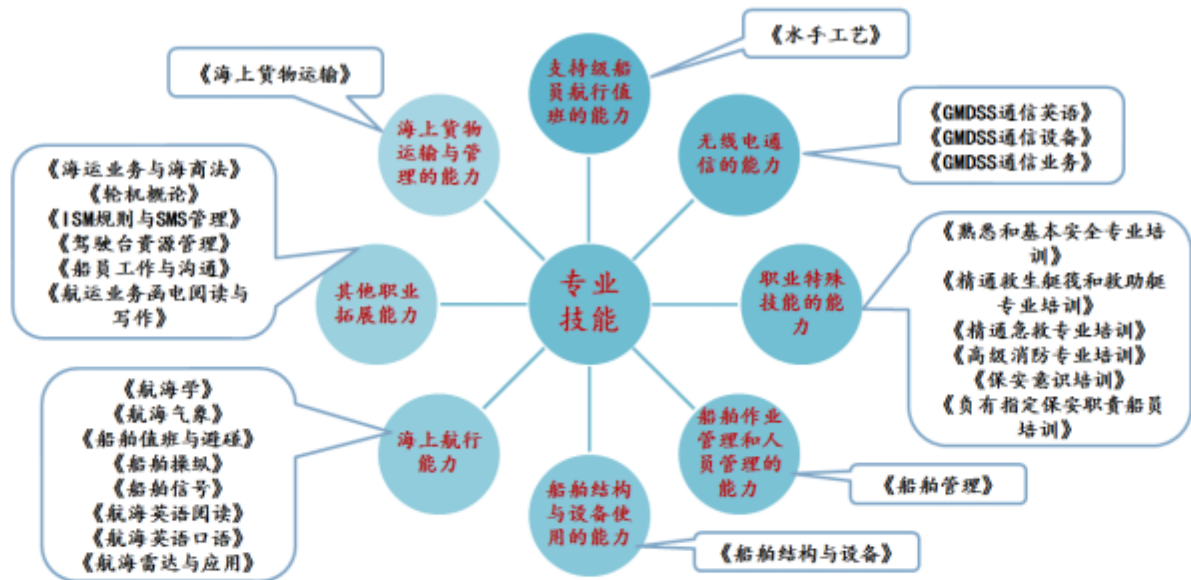 《水手工艺》
支持级船
员航行值
班的能力
《海上货物运输》
海上货物
运输与管
理的能力
无线电通
信的能力
《GMDSS通信英语》
《GMDSS通信设备》
《GMDSS通信业务》
《海运业务与海商法》
《轮机概论》
《ISM规则与SMS管理》
《驾驶台资源管理》
《船员工作与沟通》
《航运业务函电阅读与
写作》
其他职业
拓展能力
专业
技能
职业特殊
技能的能
力
《熟悉和基本安全专业培
训》
《精通救生艇筏和救助艇
专业培训》
《精通急救专业培训》
《高级消防专业培训》
《保安意识培训》
《负有指定保安职责船员
培训》
《航海学》
《航海气象》
《船舶值班与避碰》
《船舶操纵》
《船舶信号》
《航海英语阅读》
《航海英语口语》
《航海雷达与应用》
海上航行
能力
船舶结构
与设备使
用的能力
《船舶结构与设备》
船舶作业
管理和人
员管理的
能力
《船舶管理》